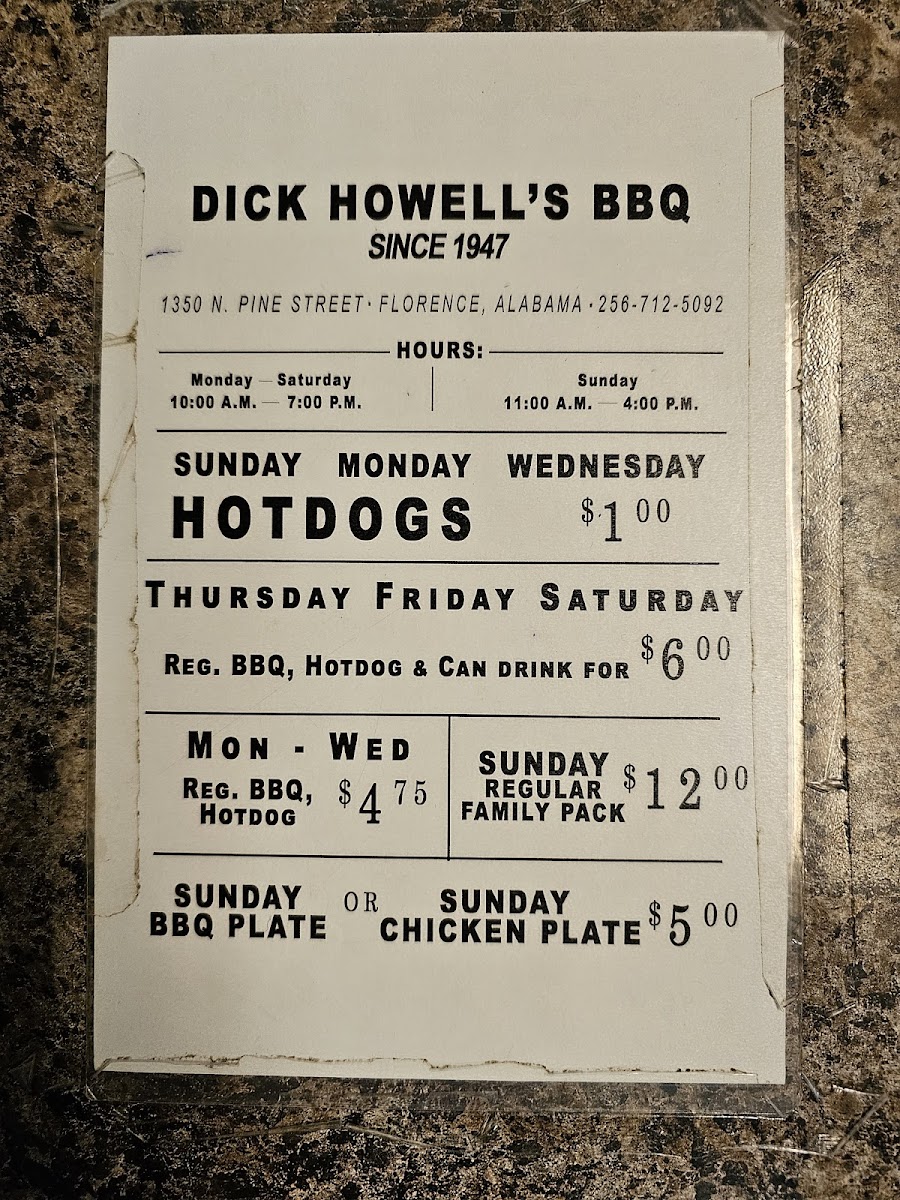 DICK HOWELL'S BBQ
SINCE 1947
1350 N. PINE STREET · FLORENCE, ALABAMA · 256-712-5092
HOURS:
Monday — Saturday
10:00 A.M. — 7:00 P.M.
Sunday
11:00 A.M. — 4:00 P.M.
SUNDAY MONDAY WEDNESDAY
HOTDOGS $1 00
THURSDAY FRIDAY SATURDAY
REG. BBQ, HOTDOG & CAN DRINK FOR $6 00
MON - WED
REG. BBQ,
HOTDOG
$4 75
SUNDAY
REGULAR
FAMILY PACK
$12 00
SUNDAY
BBQ PLATE
OR
SUNDAY
CHICKEN PLATE
$5 00